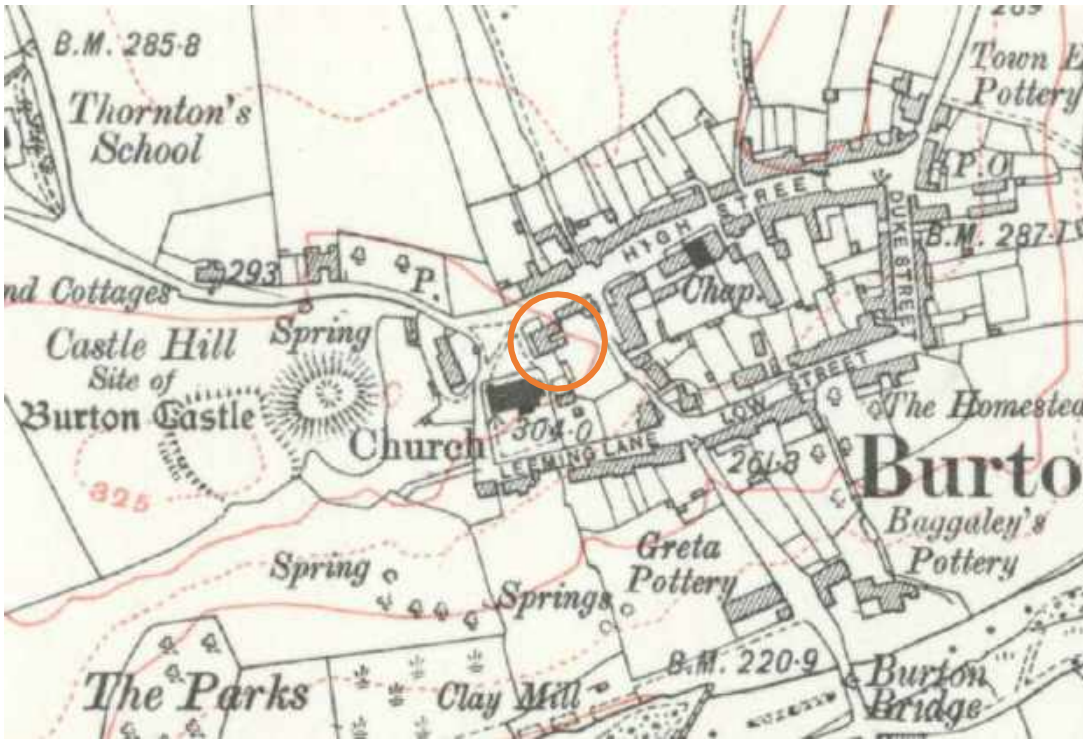 B.M. 285·8
Thornton's
School
Town E
Pottery
P.O
HIGH STREET
DUKE STREET
B.M. 287·1
293
P.
Chap.
nd Cottages
Spring
Castle Hill
Site of
Burton Castle
Church
304·0
LEEMING LANE
LOW STREET
The Homestea
261·8
Burto
325
Baggaley's
Pottery
Spring
Springs
Greta
Pottery
B.M. 220·9
The Parks
Clay Mill
Burton
Bridge